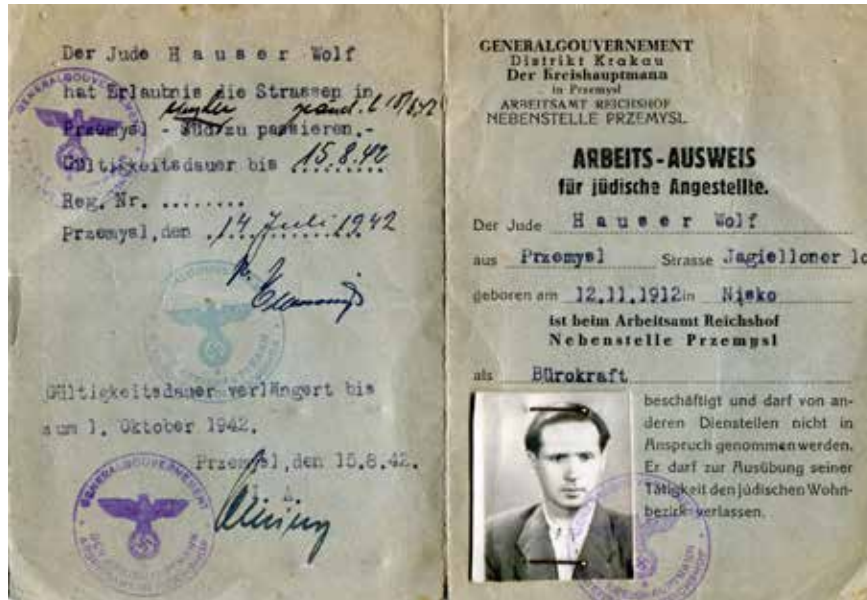 Der Jude Hauser Wolf
hat Erlaubnis die Strassen in
Przemysl - Süd zu passieren.-
Gültigkeitsdauer bis 15.8.42
Reg. Nr. ........
Przemysl, den 14 Juli 1942
Gültigkeitsdauer verlängert bis
zum 1. Oktober 1942.
Przemysl, den 15.8.42.
GENERALGOUVERNEMENT
GENERALGOUVERNEMENT
Distrikt Krakau
Der Kreishauptmann
in Przemysl
ARBEITSAMT REICHSHOF
NEBENSTELLE PRZEMYSL
ARBEITS-AUSWEIS
für jüdische Angestellte.
Der Jude Hauser Wolf
aus Przemysl Strasse Jagielloner
geboren am 12.11.1912 in Nisko
ist beim Arbeitsamt Reichshof
Nebenstelle Przemysl
als Bürokraft
beschäftigt und darf von an-
deren Dienstellen nicht in
Anspruch genommen werden.
Er darf zur Ausübung seiner
Tätigkeit den jüdischen Wohn-
bezirk verlassen.